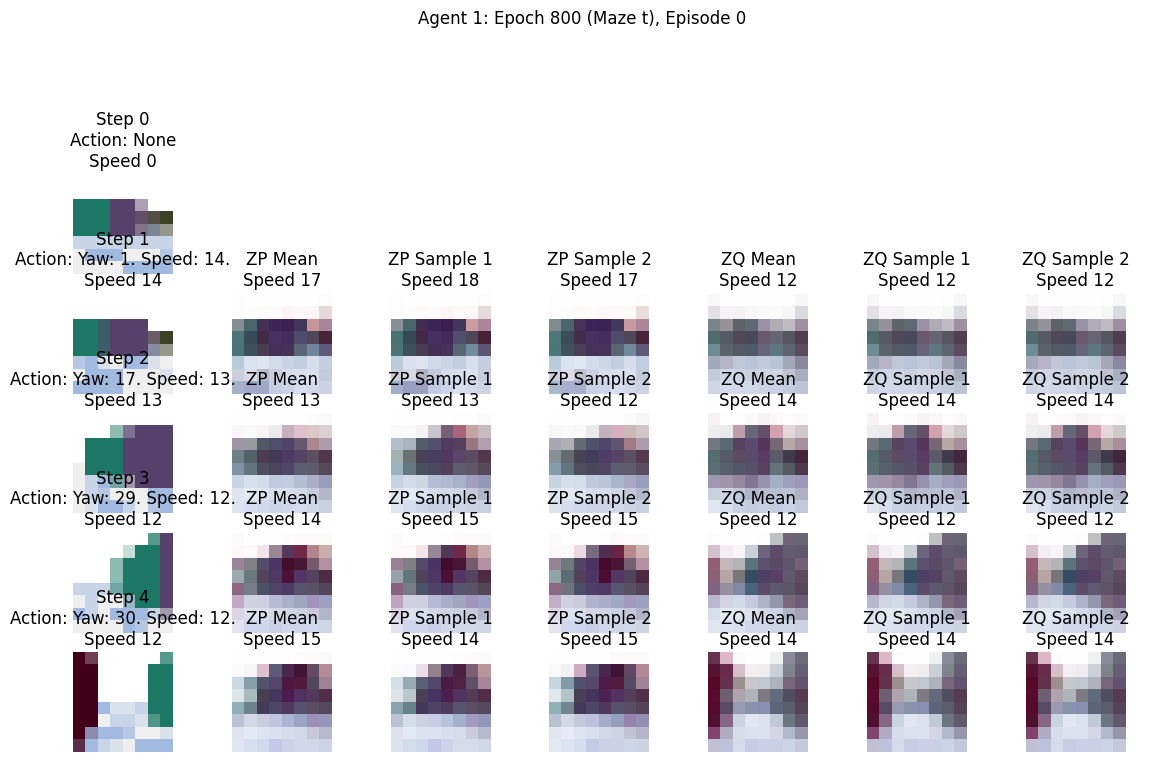 Agent 1: Epoch 800 (Maze t), Episode 0
Step 0
Action: None
Speed 0
Step 1
Action: Yaw: 1. Speed: 14.
Speed 14
ZP Mean
Speed 17
ZP Sample 1
Speed 18
ZP Sample 2
Speed 17
ZQ Mean
Speed 12
ZQ Sample 1
Speed 12
ZQ Sample 2
Speed 12
Step 2
Action: Yaw: 17. Speed: 13.
Speed 13
ZP Mean
Speed 13
ZP Sample 1
Speed 13
ZP Sample 2
Speed 12
ZQ Mean
Speed 14
ZQ Sample 1
Speed 14
ZQ Sample 2
Speed 14
Step 3
Action: Yaw: 29. Speed: 12.
Speed 12
ZP Mean
Speed 14
ZP Sample 1
Speed 15
ZP Sample 2
Speed 15
ZQ Mean
Speed 12
ZQ Sample 1
Speed 12
ZQ Sample 2
Speed 12
Step 4
Action: Yaw: 30. Speed: 12.
Speed 12
ZP Mean
Speed 15
ZP Sample 1
Speed 14
ZP Sample 2
Speed 15
ZQ Mean
Speed 14
ZQ Sample 1
Speed 14
ZQ Sample 2
Speed 14